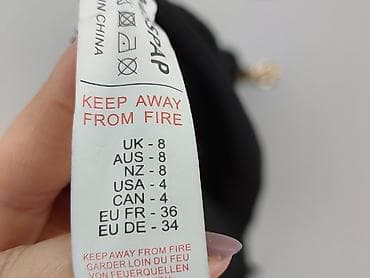 IN CHINA
KEEP AWAY
FROM FIRE
UK - 8
AUS - 8
NZ - 8
USA - 4
CAN - 4
EU FR - 36
EU DE - 34
KEEP AWAY FROM FIRE
GARDER LOIN DU FEU
VON FEUERQUELLEN